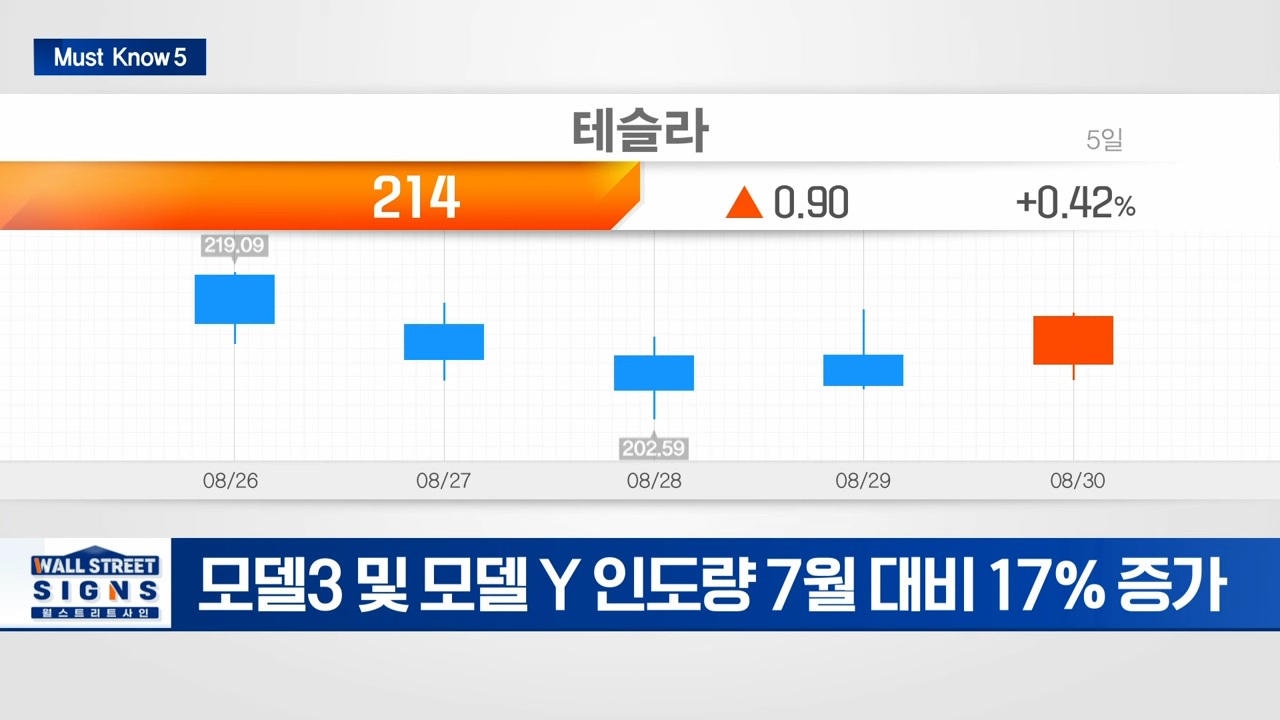 Must Know 5
테슬라
5일
214
▲ 0.90
+0.42%
219.09
202.59
08/26
08/27
08/28
08/29
08/30
WALL STREET
SIGNS
월스트리트사인
모델3 및 모델 Y 인도량 7월 대비 17% 증가